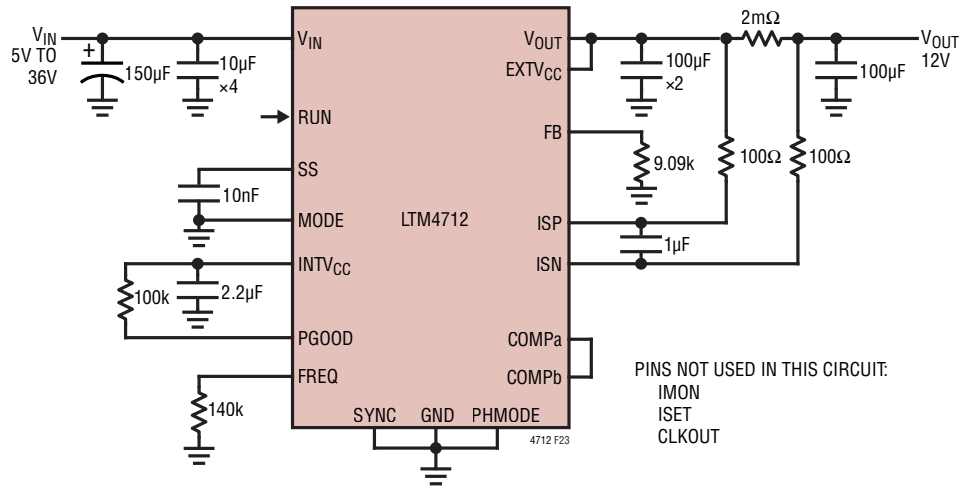 VIN
5V TO
36V
+
150µF
10µF
×4
VIN
RUN
SS
10nF
MODE
INTVCC
100k
2.2µF
PGOOD
FREQ
140k
SYNC
GND
PHMODE
LTM4712
VOUT
EXTVCC
FB
ISP
ISN
COMPa
COMPb
4712 F23
100µF
×2
9.09k
1µF
2mΩ
100Ω
100Ω
100µF
VOUT
12V
PINS NOT USED IN THIS CIRCUIT:
IMON
ISET
CLKOUT